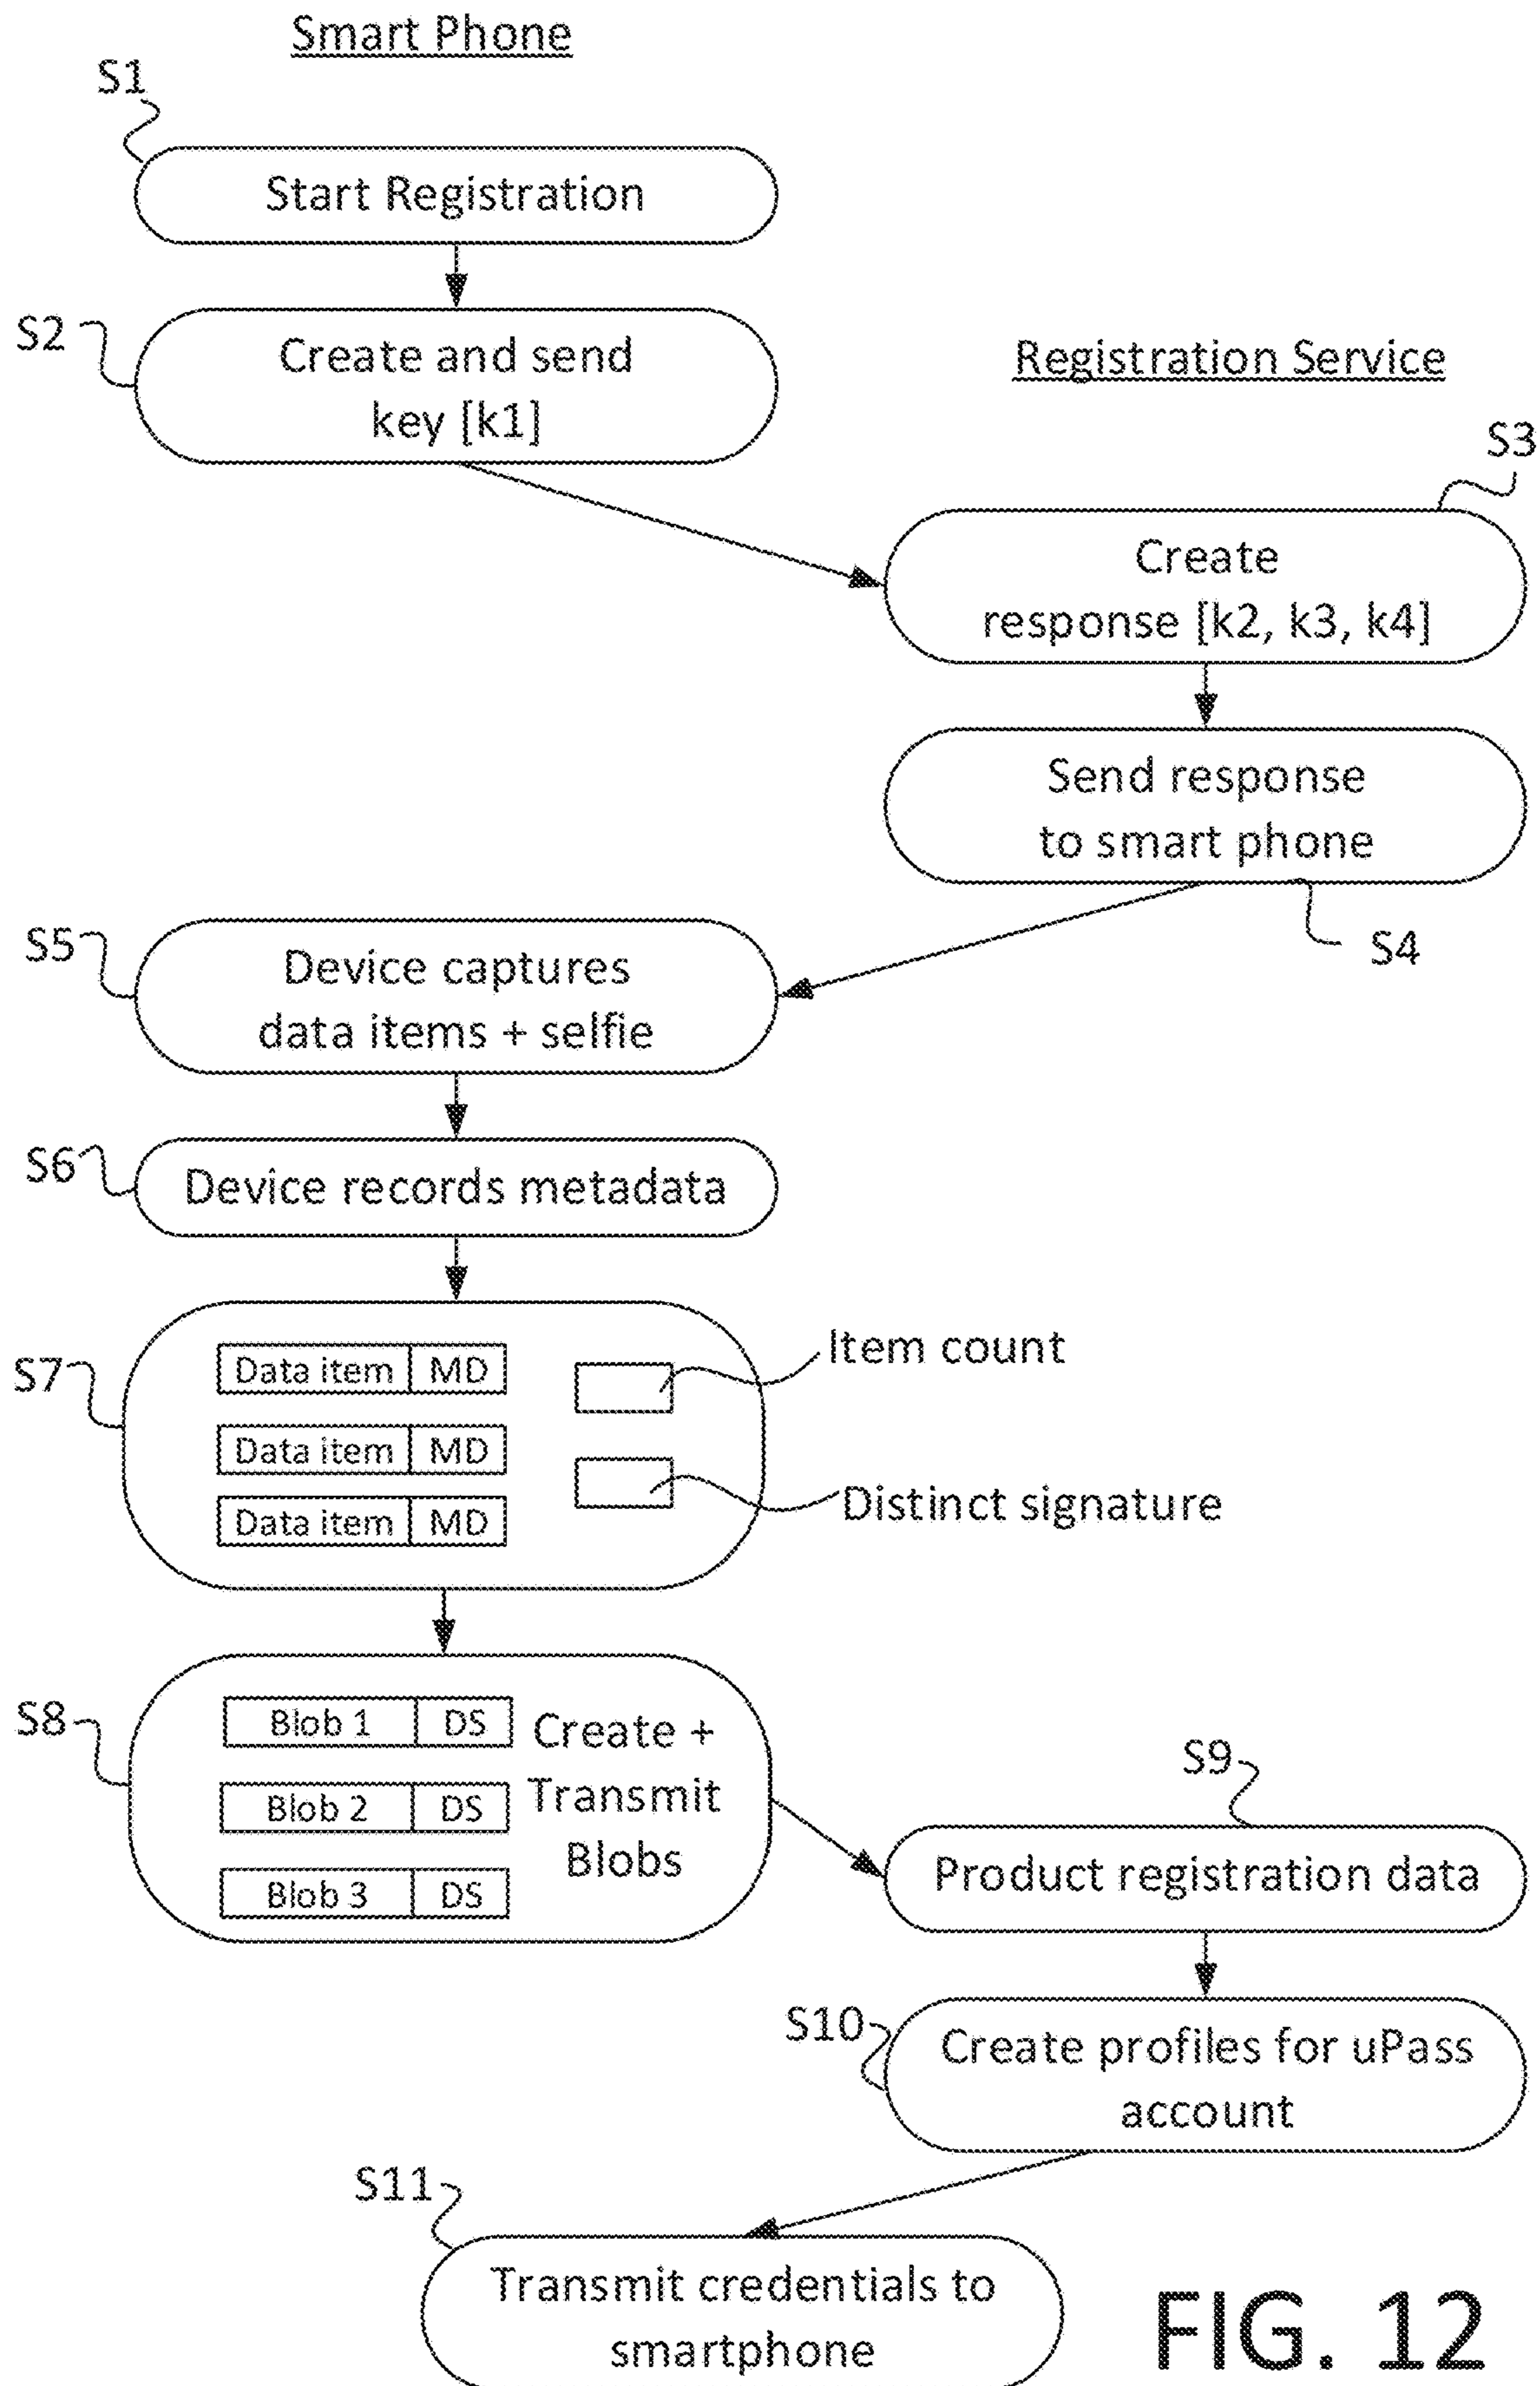 Smart Phone
S1
Start Registration
S2
Create and send
key [k1]
Registration Service
S3
Create
response [k2, k3, k4]
Send response
to smart phone
S4
S5
Device captures
data items + selfie
S6
Device records metadata
S7
Data item MD
Data item MD
Data item MD
Item count
Distinct signature
S8
Blob 1 DS
Blob 2 DS
Blob 3 DS
Create +
Transmit
Blobs
S9
Product registration data
S10
Create profiles for uPass
account
S11
Transmit credentials to
smartphone
FIG. 12